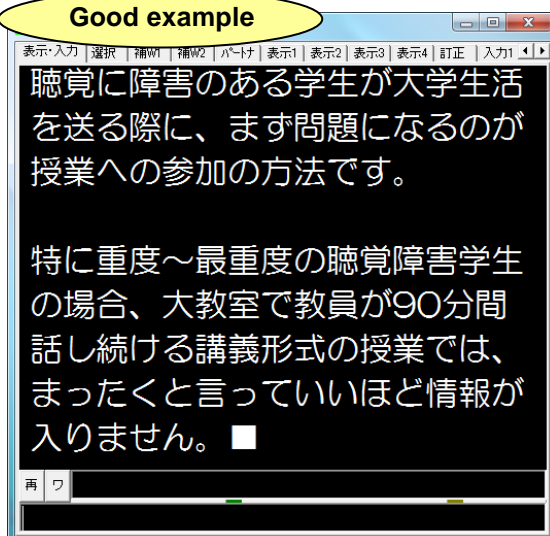 Good example
表示・入力 選択 補W1 補W2 パートナ 表示1 表示2 表示3 表示4 訂正 入力1
聴覚に障害のある学生が大学生活
を送る際に、まず問題になるのが
授業への参加の方法です。
特に重度～最重度の聴覚障害学生
の場合、大教室で教員が90分間
話し続ける講義形式の授業では、
まったくと言っていいほど情報が
入りません。■
再 ワ